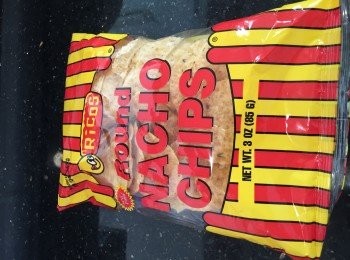 RiCOS
Round
NACHO
CHIPS
NET WT. 3 OZ (85 G)